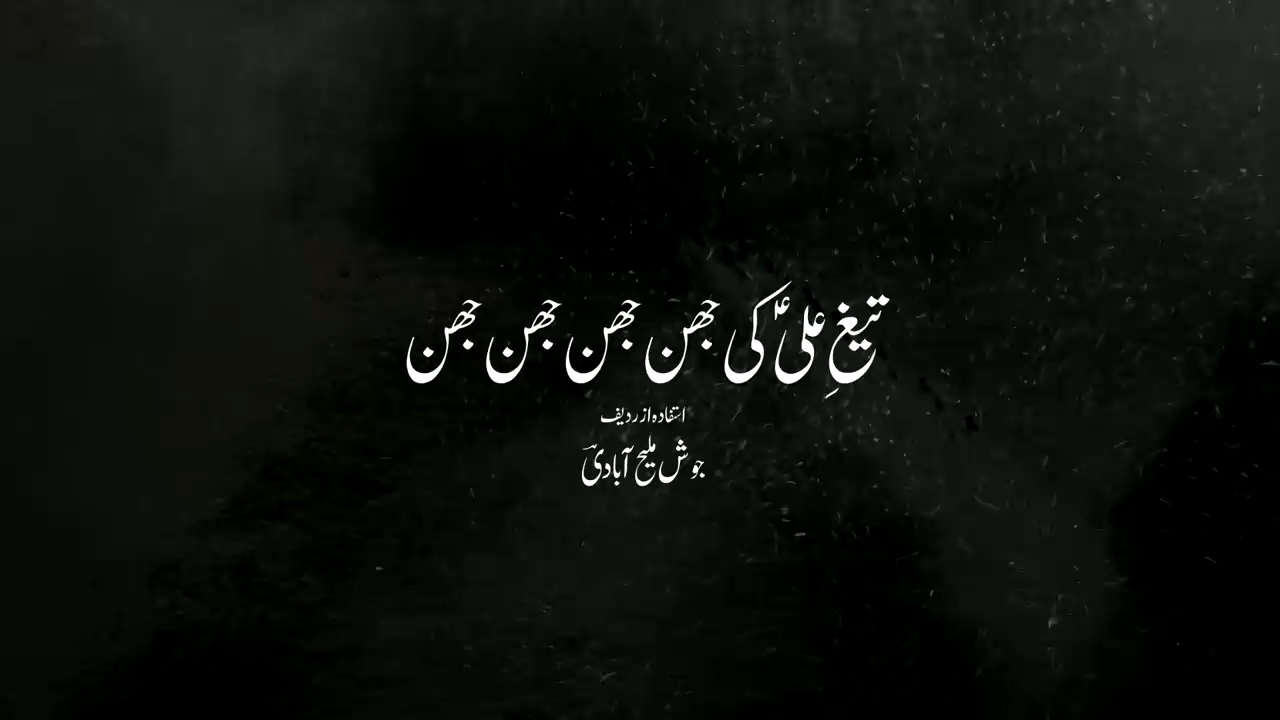 تیغِ علیؑ کی جھن جھن جھن جھن
استفادہ از ردیف
جوش ملیح آبادیؔ